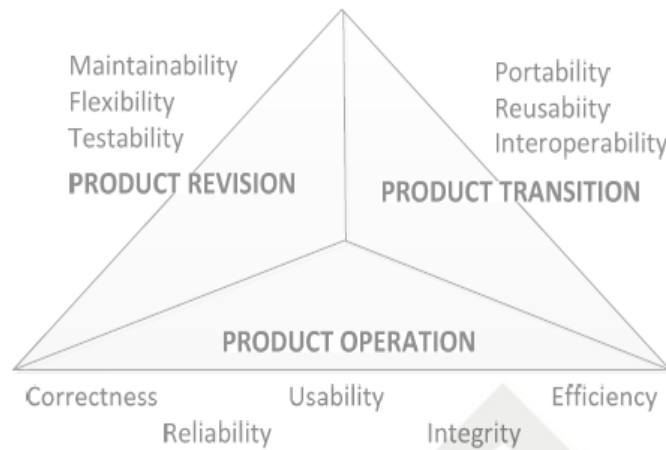 Maintainability
Flexibility
Testability
PRODUCT REVISION
Portability
Reusabiity
Interoperability
PRODUCT TRANSITION
PRODUCT OPERATION
Correctness Usability Efficiency
Reliability Integrity